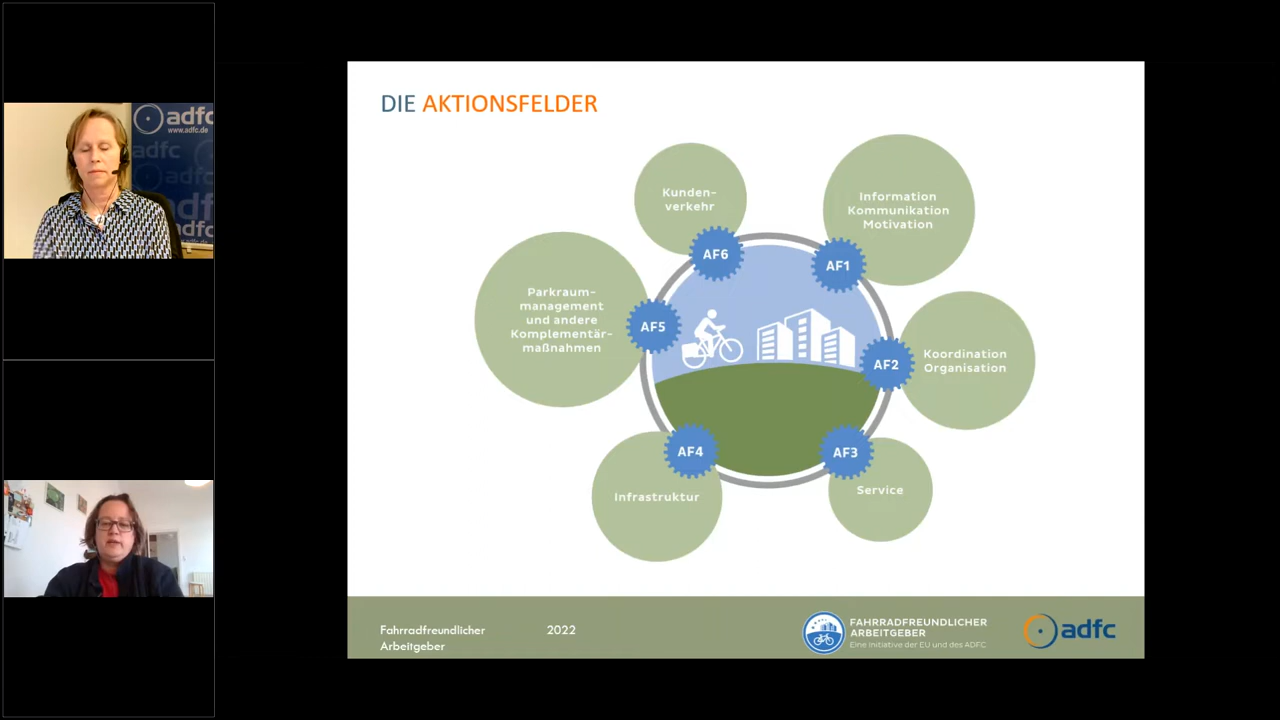 adfc
www.adfc.de
adfc
DIE AKTIONSFELDER
Kunden-
verkehr
Information
Kommunikation
Motivation
AF6
AF1
Parkraum-
management
und andere
Komplementär-
maßnahmen
AF5
AF2
Koordination
Organisation
AF4
AF3
Infrastruktur
Service
Fahrradfreundlicher
Arbeitgeber
2022
FAHRRADFREUNDLICHER
ARBEITGEBER
Eine Initiative der EU und des ADFC
adfc